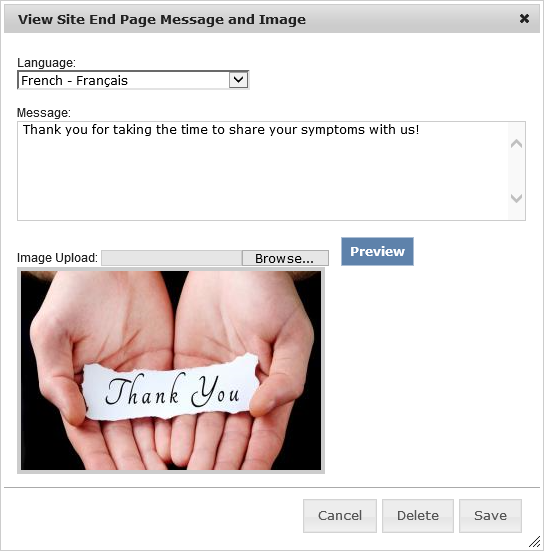 View Site End Page Message and Image
Language:
French - Français
Message:
Thank you for taking the time to share your symptoms with us!
Image Upload: Browse... Preview
Thank You
Cancel Delete Save